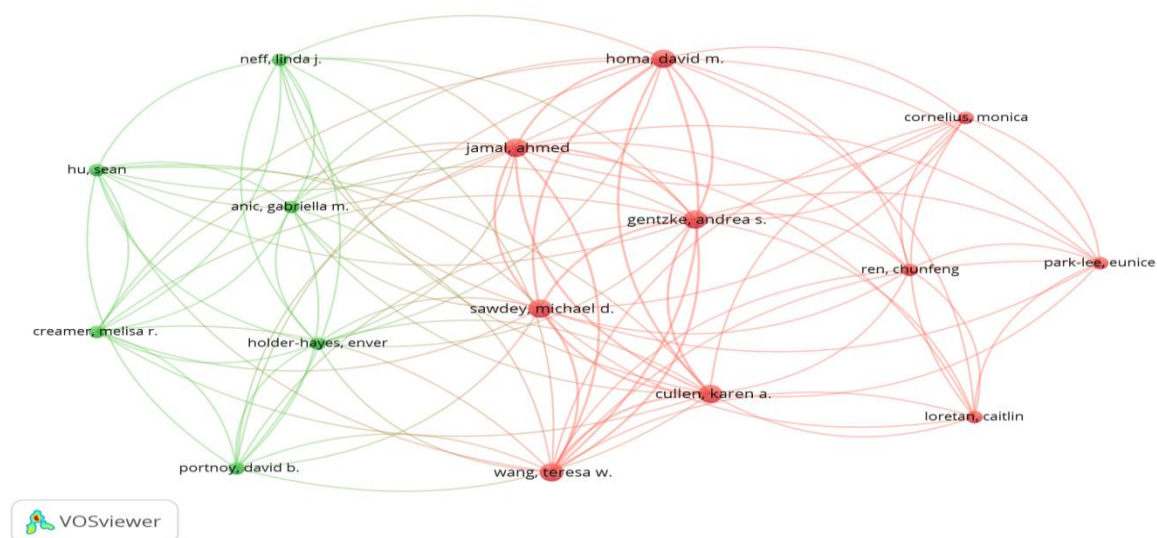 neff, linda j.
homa, david m.
cornelius, monica
jamal, ahmed
hu, sean
anic, gabriella m.
gentzke, andrea s.
ren, chunfeng
park-lee, eunice
sawdey, michael d.
creamer, melisa r.
holder-hayes, enver
cullen, karen a.
loretan, caitlin
portnoy, david b.
wang, teresa w.
VOSviewer